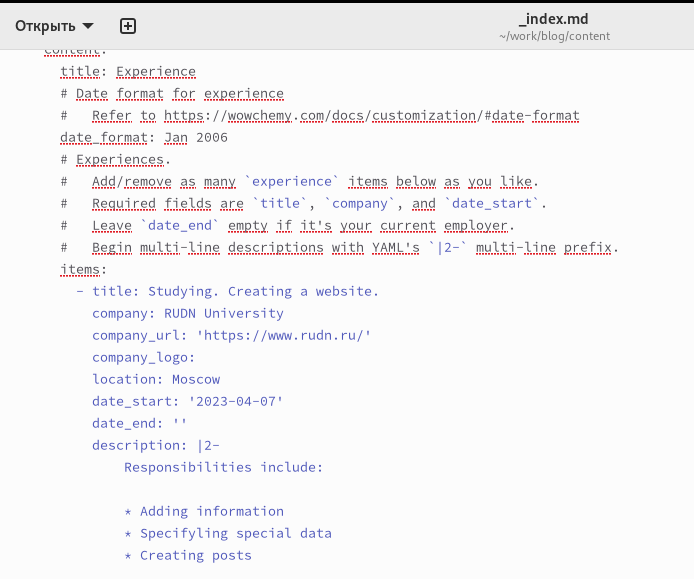 Открыть
_index.md
~/work/blog/content
content:
title: Experience
# Date format for experience
#   Refer to https://wowchemy.com/docs/customization/#date-format
date_format: Jan 2006
# Experiences.
#   Add/remove as many `experience` items below as you like.
#   Required fields are `title`, `company`, and `date_start`.
#   Leave `date_end` empty if it's your current employer.
#   Begin multi-line descriptions with YAML's `|2-` multi-line prefix.
items:
- title: Studying. Creating a website.
company: RUDN University
company_url: 'https://www.rudn.ru/'
company_logo:
location: Moscow
date_start: '2023-04-07'
date_end: ''
description: |2-
Responsibilities include:
* Adding information
* Specifyling special data
* Creating posts